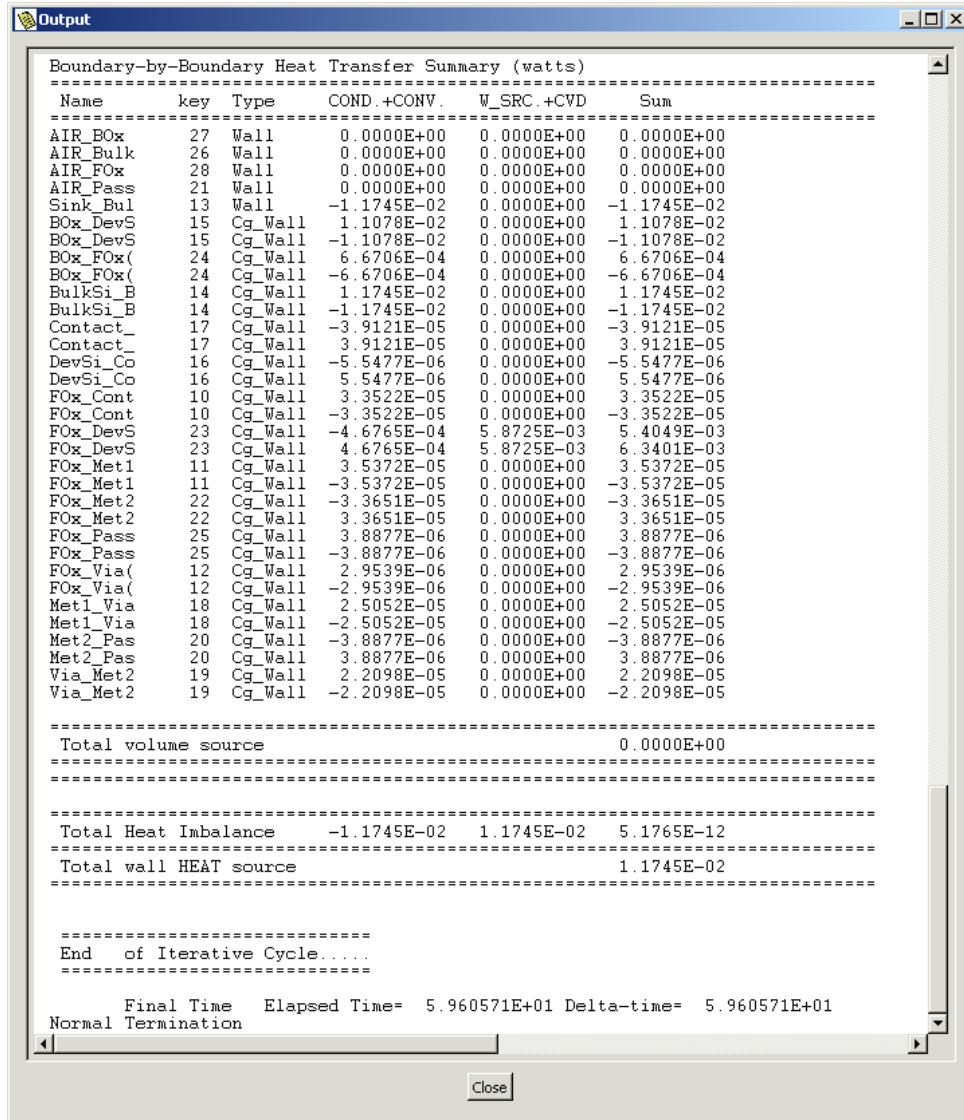 Output
Boundary-by-Boundary Heat Transfer Summary (watts)
===========================================================================
Name key Type COND.+CONV. W_SRC.+CVD Sum
===========================================================================
AIR_BOx 27 Wall 0.0000E+00 0.0000E+00 0.0000E+00
AIR_Bulk 26 Wall 0.0000E+00 0.0000E+00 0.0000E+00
AIR_FOx 28 Wall 0.0000E+00 0.0000E+00 0.0000E+00
AIR_Pass 21 Wall 0.0000E+00 0.0000E+00 0.0000E+00
Sink_Bul 13 Wall -1.1745E-02 0.0000E+00 -1.1745E-02
BOx_DevS 15 Cg_Wall 1.1078E-02 0.0000E+00 1.1078E-02
BOx_DevS 15 Cg_Wall -1.1078E-02 0.0000E+00 -1.1078E-02
BOx_FOx( 24 Cg_Wall 6.6706E-04 0.0000E+00 6.6706E-04
BOx_FOx( 24 Cg_Wall -6.6706E-04 0.0000E+00 -6.6706E-04
BulkSi_B 14 Cg_Wall 1.1745E-02 0.0000E+00 1.1745E-02
BulkSi_B 14 Cg_Wall -1.1745E-02 0.0000E+00 -1.1745E-02
Contact_ 17 Cg_Wall -3.9121E-05 0.0000E+00 -3.9121E-05
Contact_ 17 Cg_Wall 3.9121E-05 0.0000E+00 3.9121E-05
DevSi_Co 16 Cg_Wall -5.5477E-06 0.0000E+00 -5.5477E-06
DevSi_Co 16 Cg_Wall 5.5477E-06 0.0000E+00 5.5477E-06
FOx_Cont 10 Cg_Wall 3.3522E-05 0.0000E+00 3.3522E-05
FOx_Cont 10 Cg_Wall -3.3522E-05 0.0000E+00 -3.3522E-05
FOx_DevS 23 Cg_Wall -4.6765E-04 5.8725E-03 5.4049E-03
FOx_DevS 23 Cg_Wall 4.6765E-04 5.8725E-03 6.3401E-03
FOx_Met1 11 Cg_Wall 3.5372E-05 0.0000E+00 3.5372E-05
FOx_Met1 11 Cg_Wall -3.5372E-05 0.0000E+00 -3.5372E-05
FOx_Met2 22 Cg_Wall -3.3651E-05 0.0000E+00 -3.3651E-05
FOx_Met2 22 Cg_Wall 3.3651E-05 0.0000E+00 3.3651E-05
FOx_Pass 25 Cg_Wall 3.8877E-06 0.0000E+00 3.8877E-06
FOx_Pass 25 Cg_Wall -3.8877E-06 0.0000E+00 -3.8877E-06
FOx_Via( 12 Cg_Wall 2.9539E-06 0.0000E+00 2.9539E-06
FOx_Via( 12 Cg_Wall -2.9539E-06 0.0000E+00 -2.9539E-06
Met1_Via 18 Cg_Wall 2.5052E-05 0.0000E+00 2.5052E-05
Met1_Via 18 Cg_Wall -2.5052E-05 0.0000E+00 -2.5052E-05
Met2_Pas 20 Cg_Wall -3.8877E-06 0.0000E+00 -3.8877E-06
Met2_Pas 20 Cg_Wall 3.8877E-06 0.0000E+00 3.8877E-06
Via_Met2 19 Cg_Wall 2.2098E-05 0.0000E+00 2.2098E-05
Via_Met2 19 Cg_Wall -2.2098E-05 0.0000E+00 -2.2098E-05
===========================================================================
Total volume source 0.0000E+00
===========================================================================
===========================================================================
===========================================================================
Total Heat Imbalance -1.1745E-02 1.1745E-02 5.1765E-12
===========================================================================
Total wall HEAT source 1.1745E-02
===========================================================================
============================
End of Iterative Cycle.....
============================
Final Time Elapsed Time= 5.960571E+01 Delta-time= 5.960571E+01
Normal Termination
Close